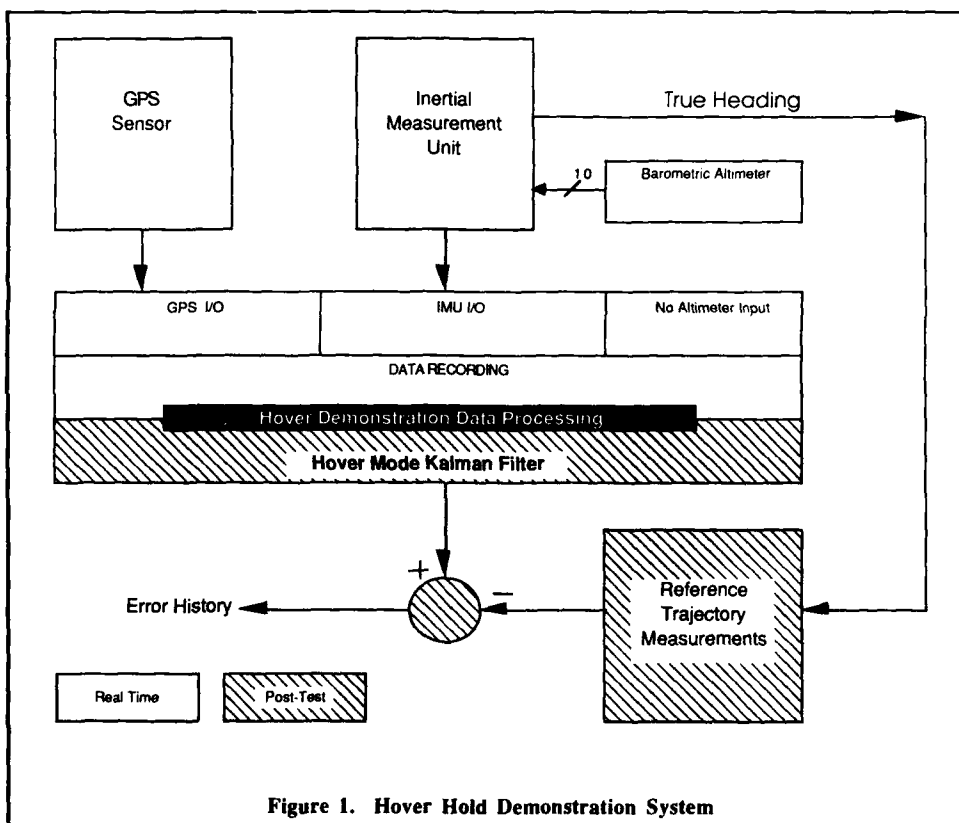 GPS
Sensor
Inertial
Measurement
Unit
True Heading
10
Barometric Altimeter
GPS I/O
IMU I/O
No Altimeter Input
DATA RECORDING
Hover Demonstration Data Processing
Hover Mode Kalman Filter
+
−
Error History
Reference
Trajectory
Measurements
Real Time
Post-Test
Figure 1. Hover Hold Demonstration System